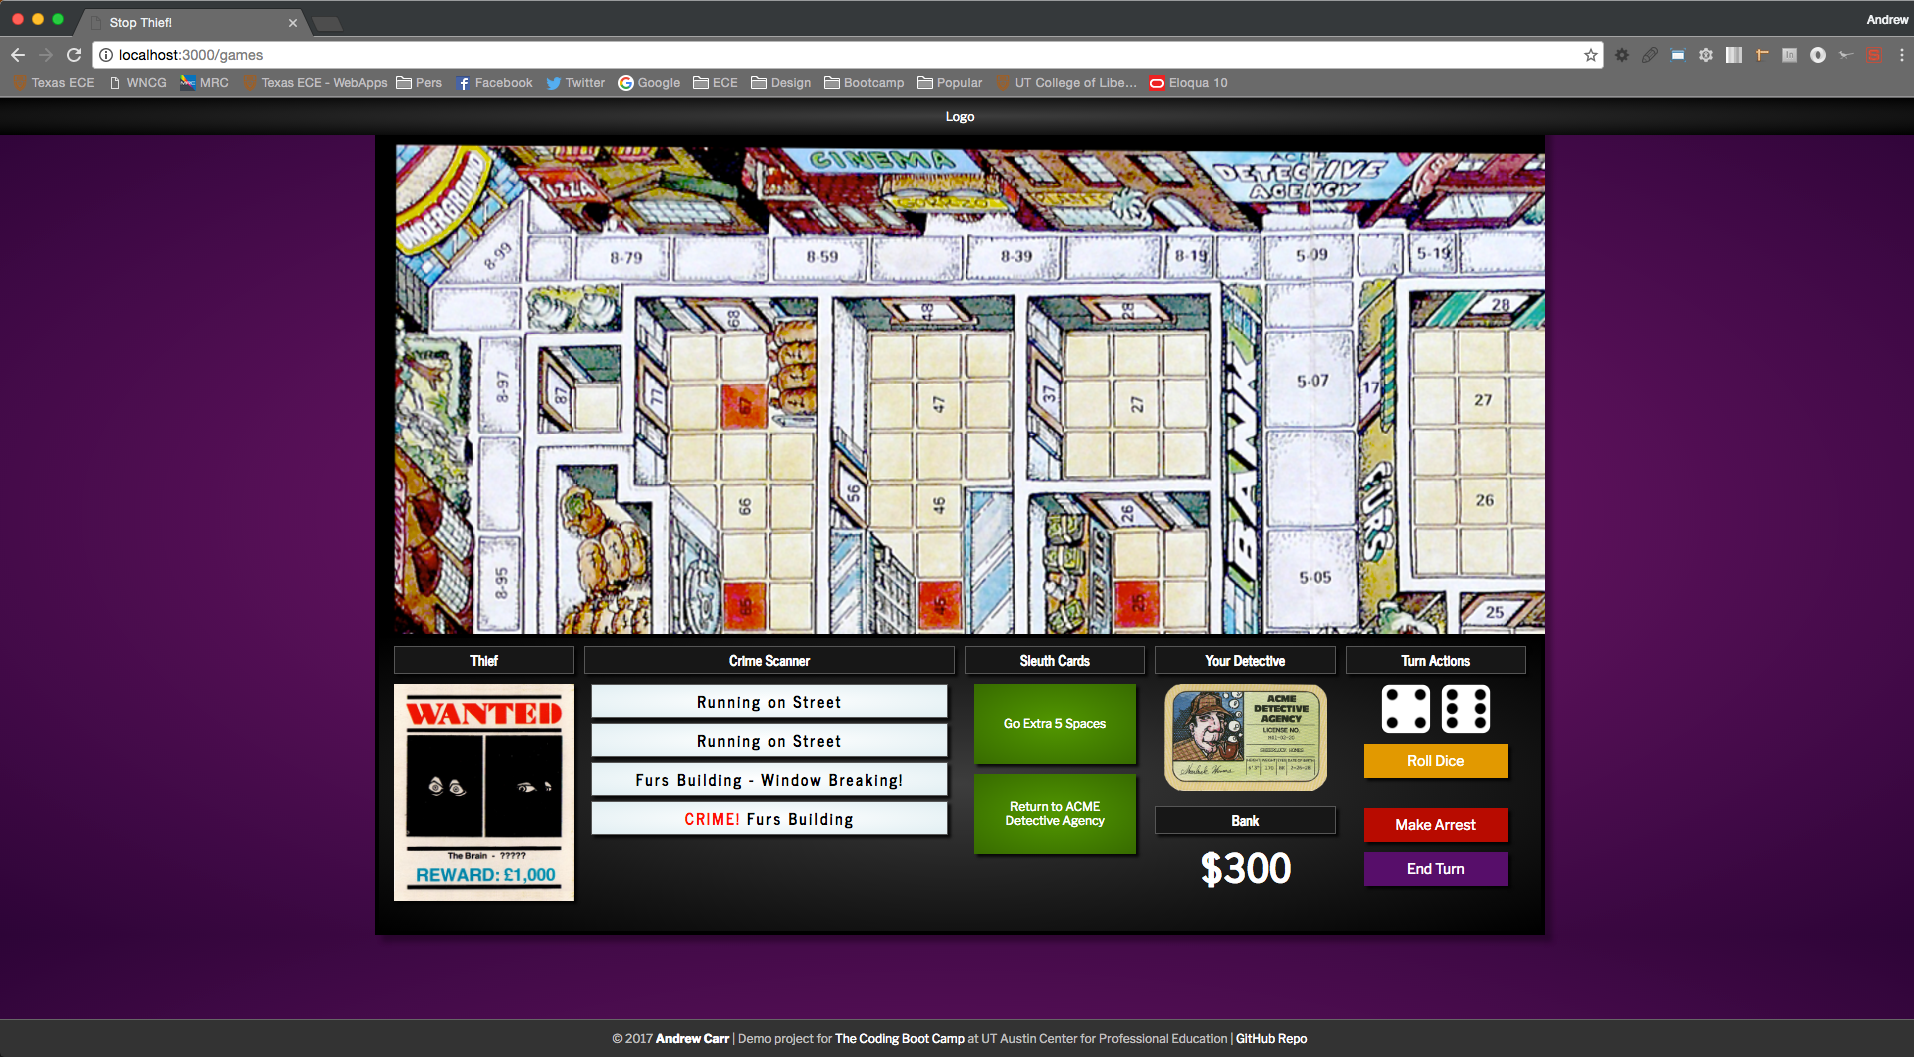 Stop Thief!
Andrew
localhost:3000/games
Texas ECE WNCG MRC Texas ECE - WebApps Pers Facebook Twitter Google ECE Design Bootcamp Popular UT College of Libe... Eloqua 10
Logo
UNDERGROUND
PIZZA
CINEMA
ACME
DETECTIVE
AGENCY
8-99
8-79
8-59
8-39
8-19
5-09
5-19
68
48
28
28
8-97
87
77
67
47
37
27
BANK
5-07
17
27
66
56
46
26
FURS
26
8-95
65
45
25
5-05
25
Thief
Crime Scanner
Sleuth Cards
Your Detective
Turn Actions
WANTED
The Brain - ?????
REWARD: £1,000
Running on Street
Running on Street
Furs Building - Window Breaking!
CRIME! Furs Building
Go Extra 5 Spaces
Return to ACME
Detective Agency
ACME
DETECTIVE
AGENCY
LICENSE NO.
Bank
$300
Roll Dice
Make Arrest
End Turn
© 2017 Andrew Carr | Demo project for The Coding Boot Camp at UT Austin Center for Professional Education | GitHub Repo